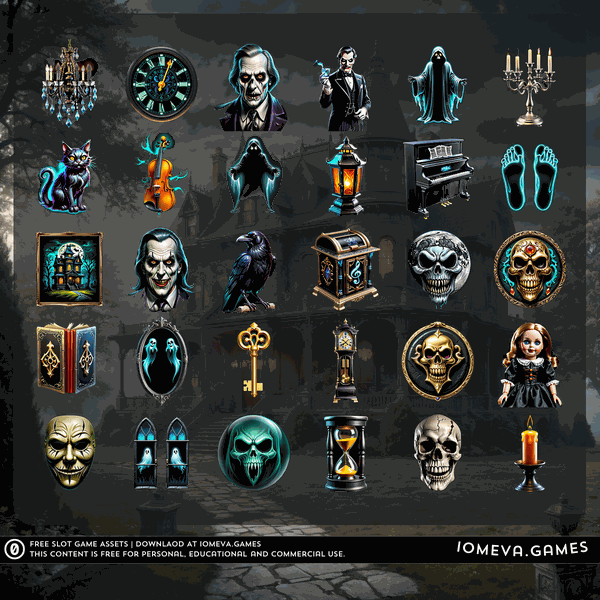 FREE SLOT GAME ASSETS | DOWNLAOD AT IOMEVA.GAMES
THIS CONTENT IS FREE FOR PERSONAL, EDUCATIONAL AND COMMERCIAL USE.
IOMEVA.GAMES